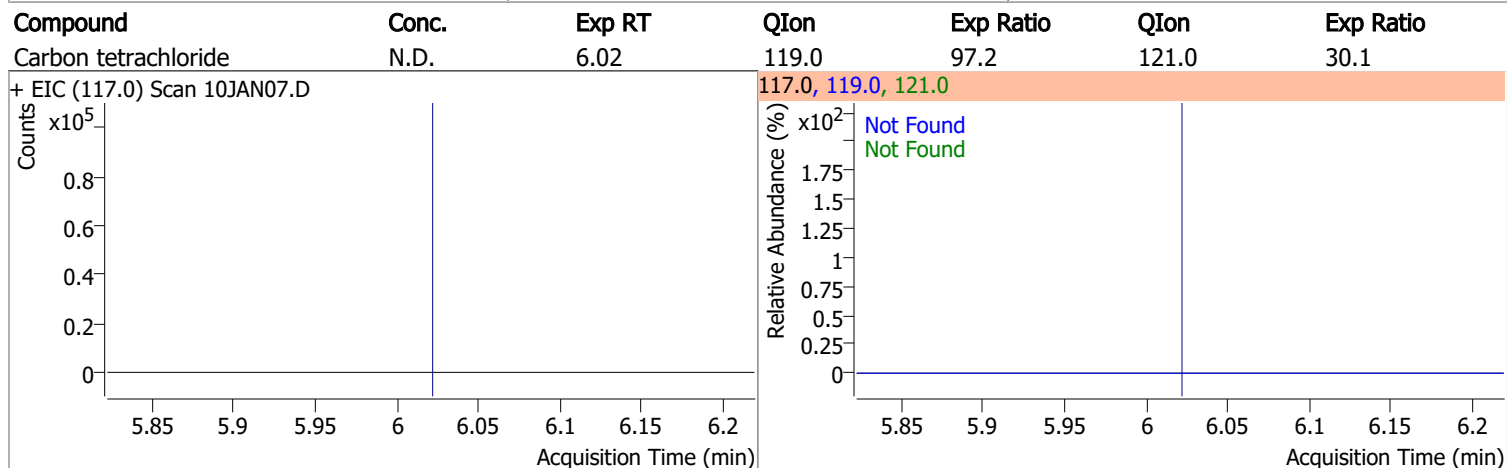 Compound Conc. Exp RT QIon Exp Ratio QIon Exp Ratio
Carbon tetrachloride N.D. 6.02 119.0 97.2 121.0 30.1
+ EIC (117.0) Scan 10JAN07.D
Counts
x10^5
0.8
0.6
0.4
0.2
0
5.85 5.9 5.95 6 6.05 6.1 6.15 6.2
Acquisition Time (min)
117.0, 119.0, 121.0
Relative Abundance (%)
x10^2
Not Found
Not Found
1.75
1.5
1.25
1
0.75
0.5
0.25
0
5.85 5.9 5.95 6 6.05 6.1 6.15 6.2
Acquisition Time (min)